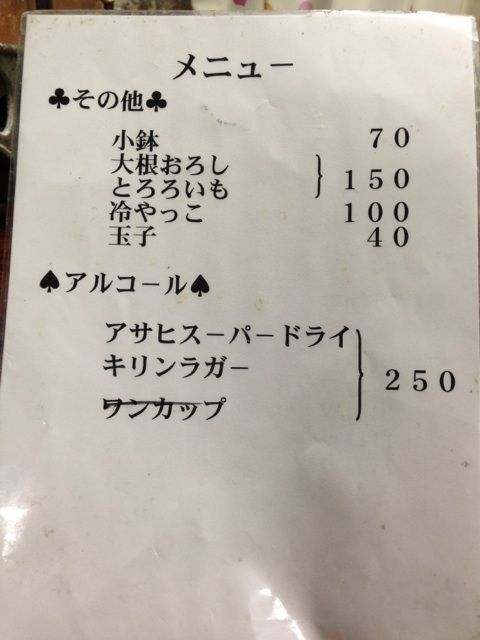 メニュー
♣その他♣
小鉢 70
大根おろし
とろろいも } 150
冷やっこ 100
玉子 40
♠アルコール♠
アサヒスーパードライ
キリンラガー } 250
ワンカップ